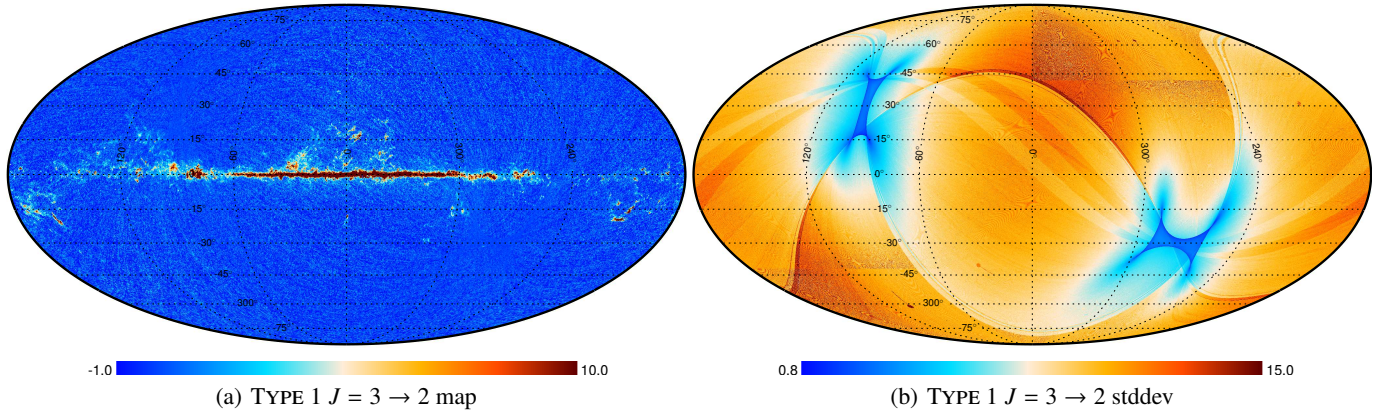 75° 75°
60° 60°
45° 45°
30° 30°
15° 15°
120 60 300 240 120° 60° 0° 300° 240°
0° 0°
-15° -15°
-30 -30°
-45° -45°
300° 300°
75° -75°
-1.0 10.0 0.8 15.0
(a) TYPE 1 J = 3 → 2 map
(b) TYPE 1 J = 3 → 2 stddev